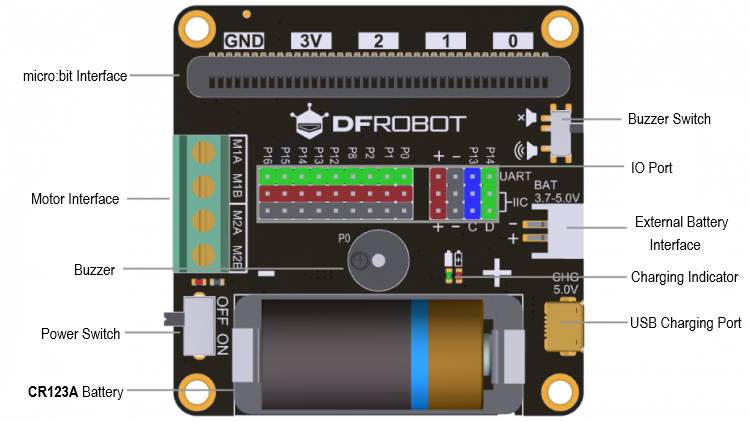 GND 3V 2 1 0
micro:bit Interface
DFROBOT
Buzzer Switch
P16 P15 P14 P13 P12 P8 P2 P1 P0 + - P13 P14
UART
IO Port
M1A
M1B
M2A
M2B
Motor Interface
IIC
BAT
3.7-5.0V
+ - C D
External Battery
Interface
-
+
P0
Buzzer
- +
Charging Indicator
CHG
5.0V
OFF ON
Power Switch
USB Charging Port
CR123A Battery